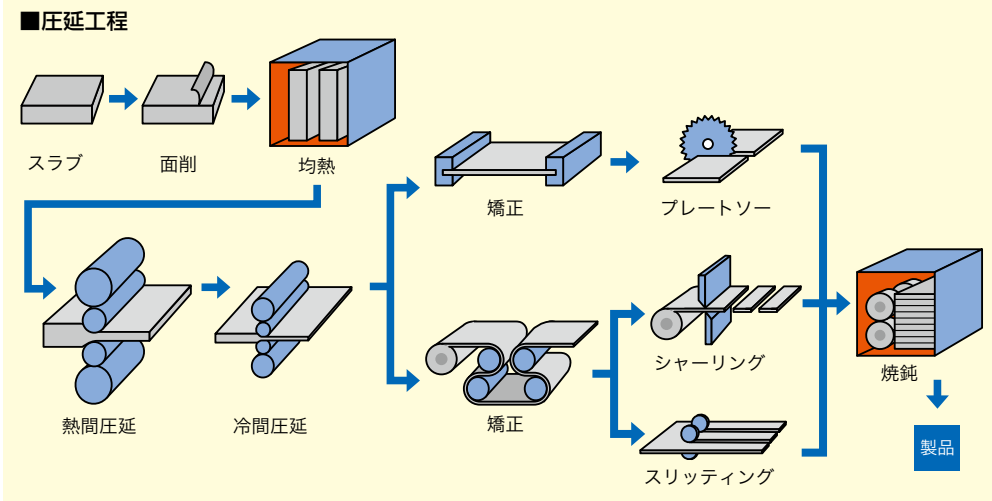 ■圧延工程
スラブ
面削
均熱
矯正
プレートソー
熱間圧延
冷間圧延
矯正
シャーリング
スリッティング
焼鈍
製品